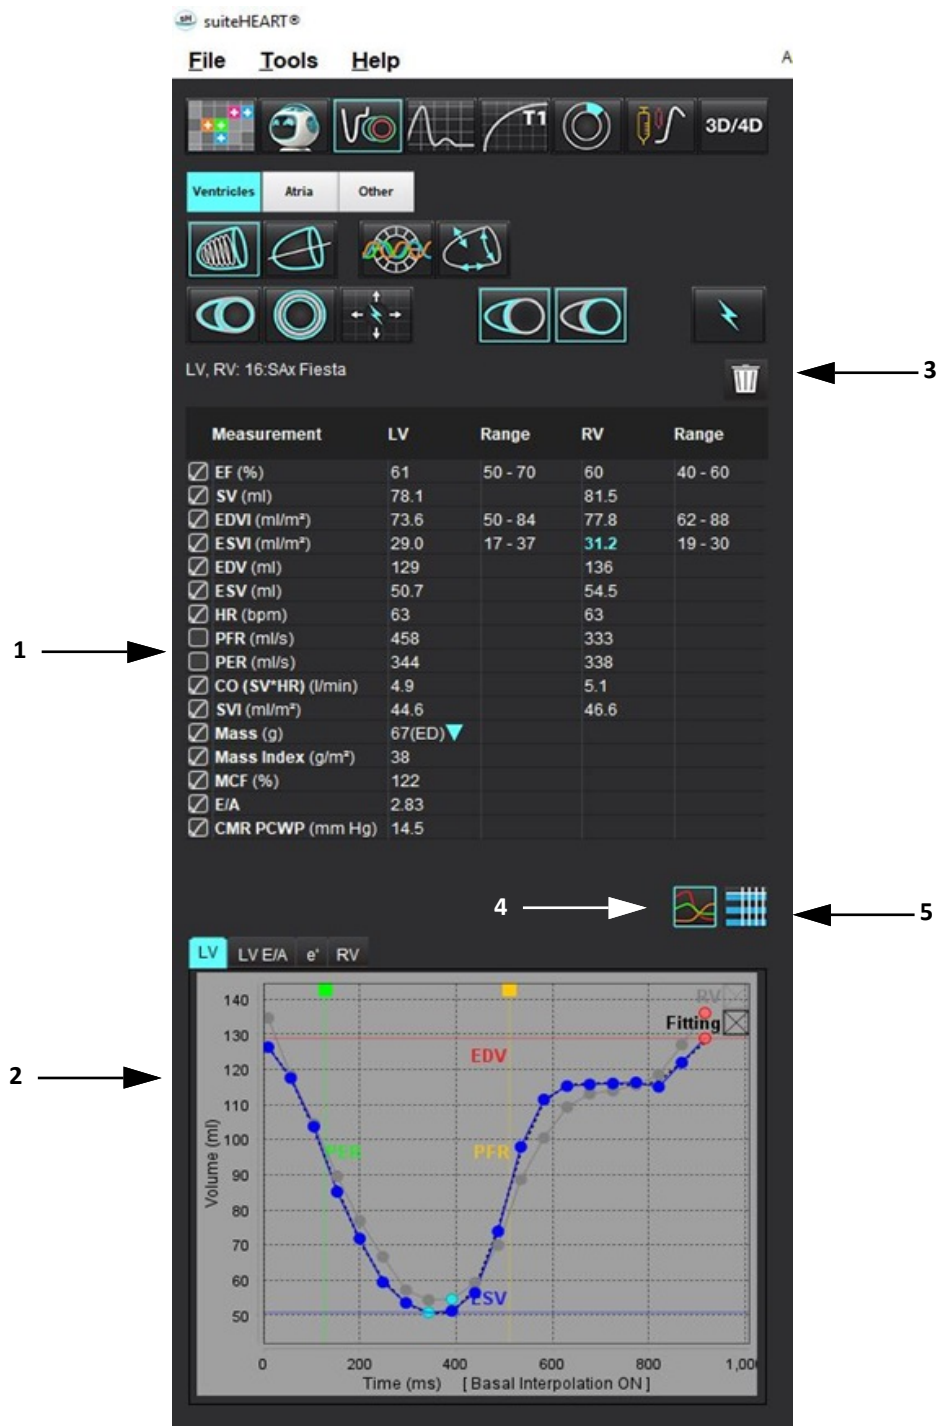 sH suiteHEART®
File Tools Help A
T1 3D/4D
Ventricles Atria Other
LV, RV: 16:SAx Fiesta
3
Measurement LV Range RV Range
EF (%) 61 50 - 70 60 40 - 60
SV (ml) 78.1 81.5
EDVI (ml/m²) 73.6 50 - 84 77.8 62 - 88
ESVI (ml/m²) 29.0 17 - 37 31.2 19 - 30
EDV (ml) 129 136
ESV (ml) 50.7 54.5
HR (bpm) 63 63
PFR (ml/s) 458 333
1
PER (ml/s) 344 338
CO (SV*HR) (l/min) 4.9 5.1
SVI (ml/m²) 44.6 46.6
Mass (g) 67(ED)
Mass Index (g/m²) 38
MCF (%) 122
E/A 2.83
CMR PCWP (mm Hg) 14.5
4
5
LV LV E/A e' RV
RV
Fitting
EDV
2
PER PFR
ESV
Volume (ml)
140
130
120
110
100
90
80
70
60
50
0 200 400 600 800 1,00
Time (ms) [ Basal Interpolation ON ]